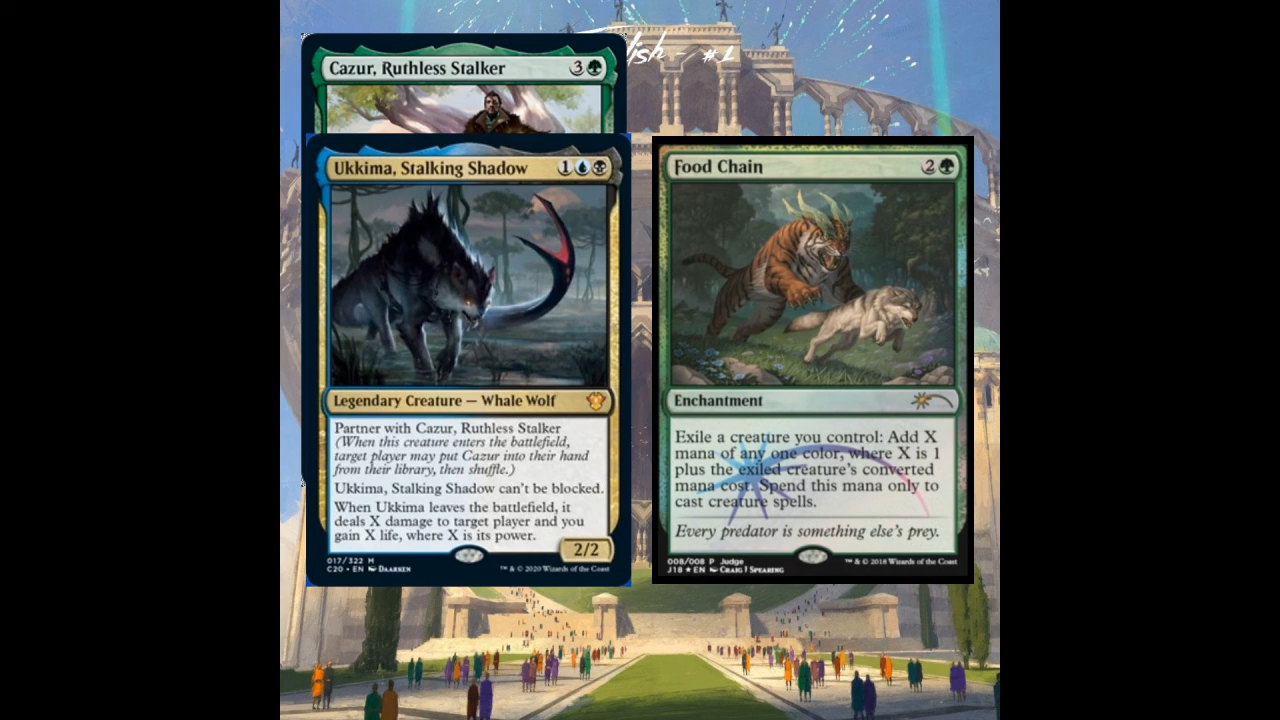 lish - #1
Cazur, Ruthless Stalker 3
Ukkima, Stalking Shadow 1
Legendary Creature — Whale Wolf
Partner with Cazur, Ruthless Stalker
(When this creature enters the battlefield,
target player may put Cazur into their hand
from their library, then shuffle.)
Ukkima, Stalking Shadow can't be blocked.
When Ukkima leaves the battlefield, it
deals X damage to target player and you
gain X life, where X is its power.
2/2
017/322 M
C20 • EN Daarken
™ & © 2020 Wizards of the Coast
Food Chain 2
Enchantment
Exile a creature you control: Add X
mana of any one color, where X is 1
plus the exiled creature's converted
mana cost. Spend this mana only to
cast creature spells.
Every predator is something else's prey.
008/008 P Judge
J18 ★ EN Craig J Spearing
™ & © 2018 Wizards of the Coast